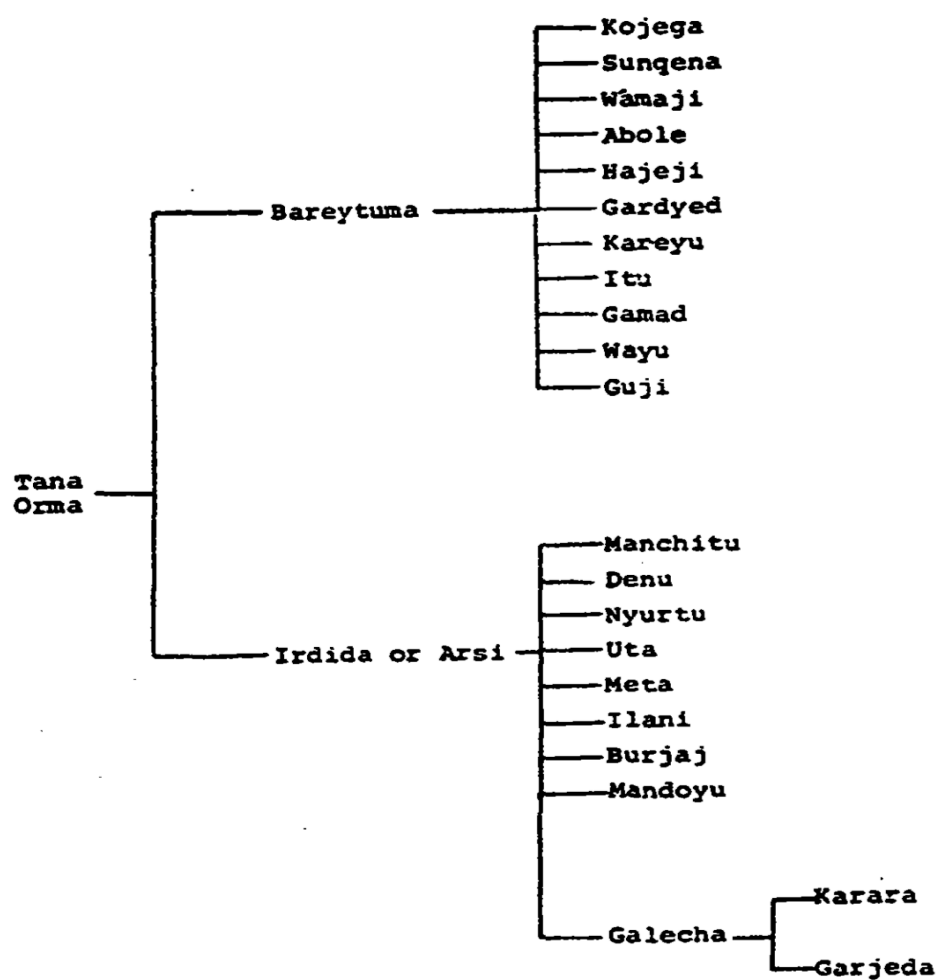 Kojega
Sunqena
Wamaji
Abole
Hajeji
Bareytuma
Gardyed
Kareyu
Itu
Gamad
Wayu
Guji
Tana
Orma
Manchitu
Denu
Nyurtu
Irdida or Arsi
Uta
Meta
Ilani
Burjaj
Mandoyu
Karara
Galecha
Garjeda